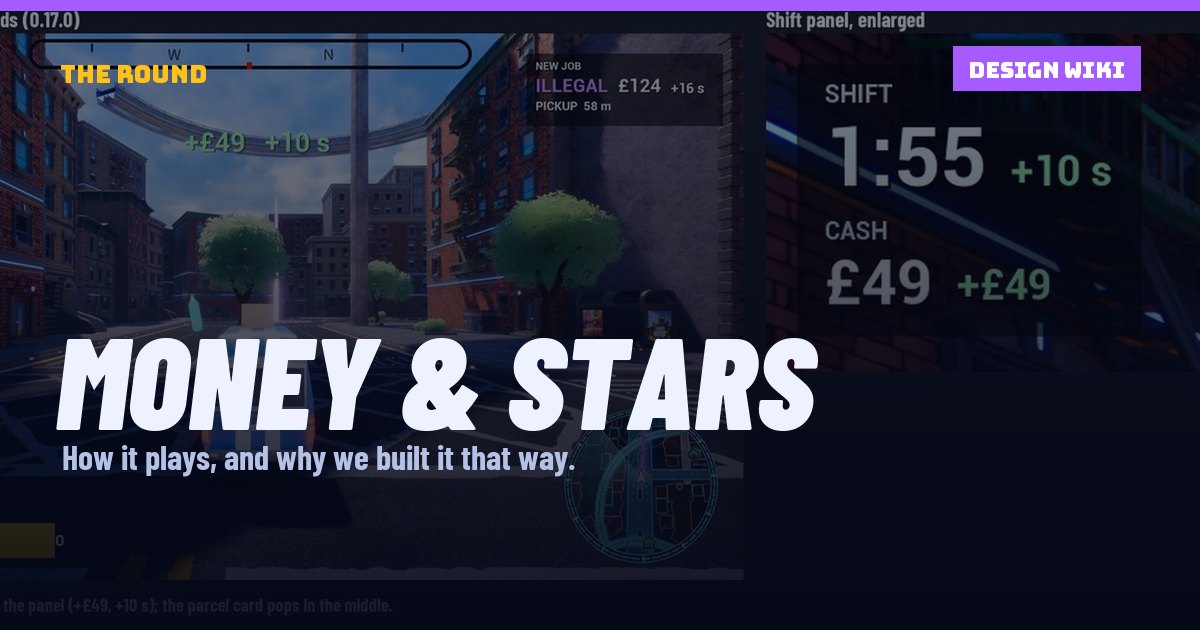 ds (0.17.0)
Shift panel, enlarged
W
N
THE ROUND
NEW JOB
ILLEGAL £124 +16 s
PICKUP 58 m
DESIGN WIKI
+£49 +10 s
SHIFT
1:55 +10 s
CASH
£49 +£49
MONEY & STARS
How it plays, and why we built it that way.
0
the panel (+£49, +10 s); the parcel card pops in the middle.